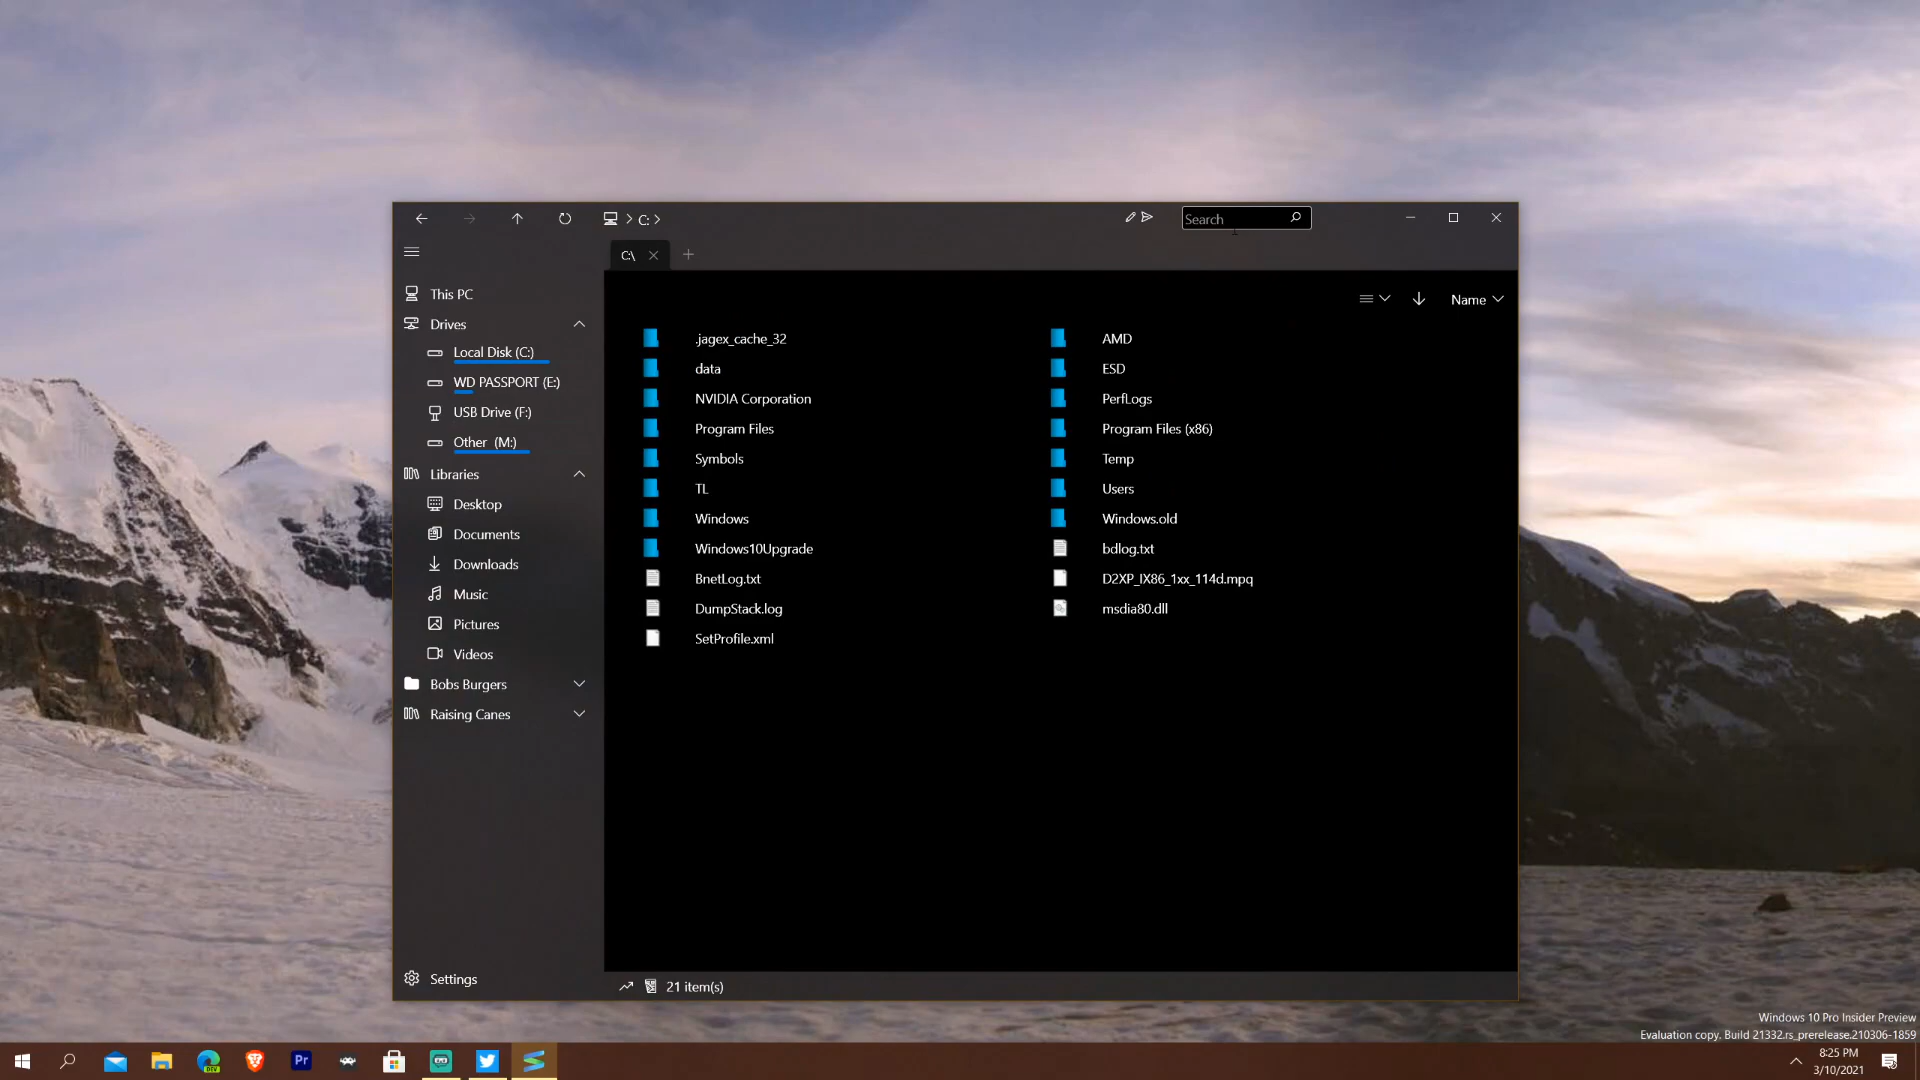 C:
Search
C:\
This PC
Drives
Local Disk (C:)
WD PASSPORT (E:)
USB Drive (F:)
Other (M:)
Libraries
Desktop
Documents
Downloads
Music
Pictures
Videos
Bobs Burgers
Raising Canes
Settings
Name
.jagex_cache_32
AMD
data
ESD
NVIDIA Corporation
PerfLogs
Program Files
Program Files (x86)
Symbols
Temp
TL
Users
Windows
Windows.old
Windows10Upgrade
bdlog.txt
BnetLog.txt
D2XP_IX86_1xx_114d.mpq
DumpStack.log
msdia80.dll
SetProfile.xml
21 item(s)
Windows 10 Pro Insider Preview
Evaluation copy. Build 21332.rs_prerelease.210306-1859
DEV
Pr
8:25 PM
3/10/2021